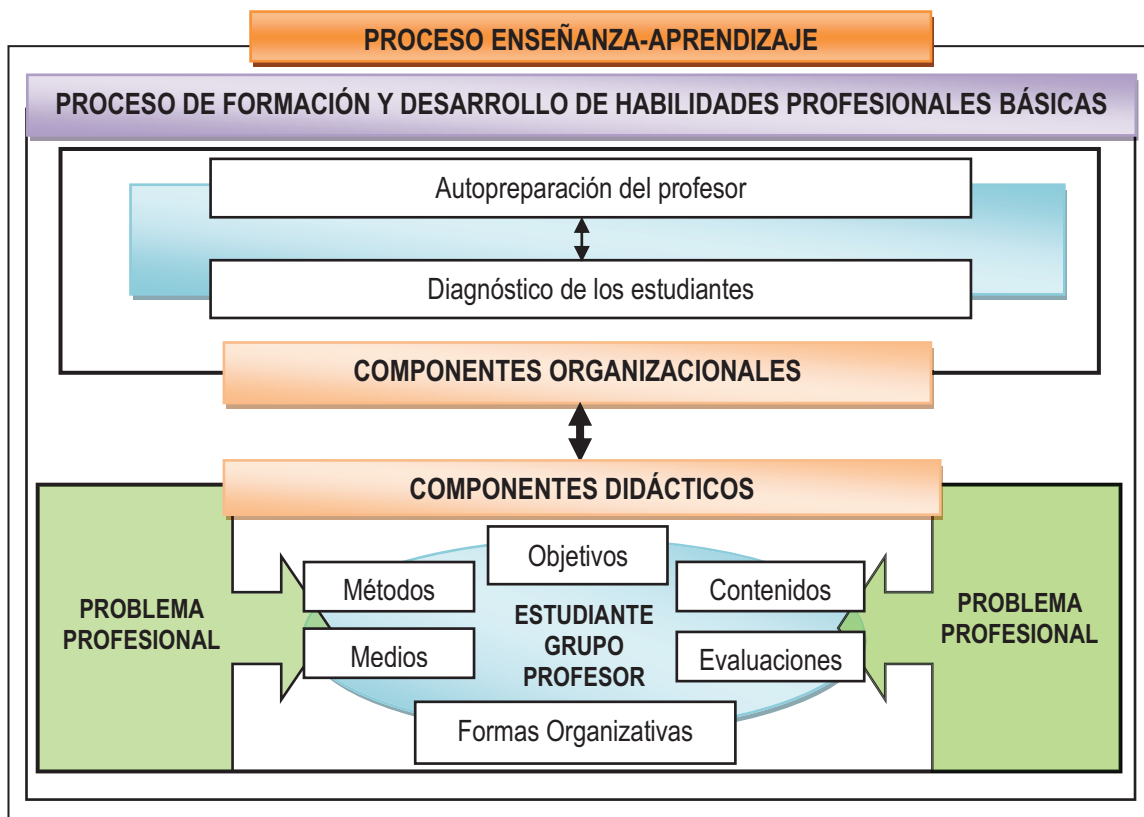 PROCESO ENSEÑANZA-APRENDIZAJE
PROCESO DE FORMACIÓN Y DESARROLLO DE HABILIDADES PROFESIONALES BÁSICAS
Autopreparación del profesor
Diagnóstico de los estudiantes
COMPONENTES ORGANIZACIONALES
COMPONENTES DIDÁCTICOS
PROBLEMA
PROFESIONAL
Métodos
Medios
Objetivos
ESTUDIANTE
GRUPO
PROFESOR
Formas Organizativas
Contenidos
Evaluaciones
PROBLEMA
PROFESIONAL